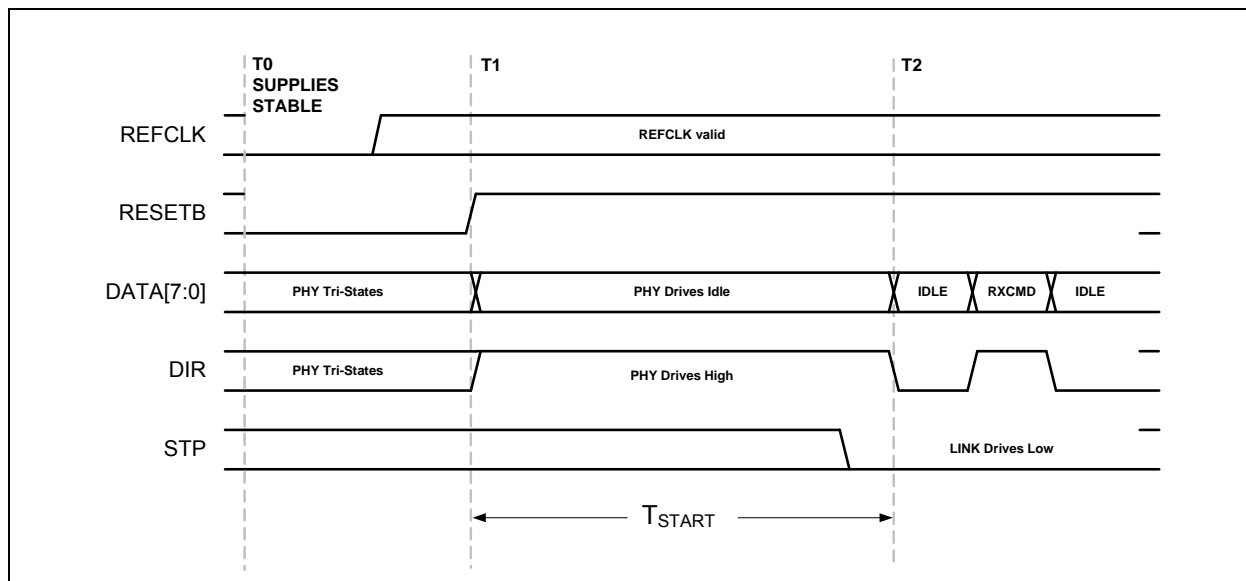 T0
SUPPLIES
STABLE
T1
T2
REFCLK
REFCLK valid
RESETB
DATA[7:0]
PHY Tri-States
PHY Drives Idle
IDLE
RXCMD
IDLE
DIR
PHY Tri-States
PHY Drives High
STP
LINK Drives Low
TSTART